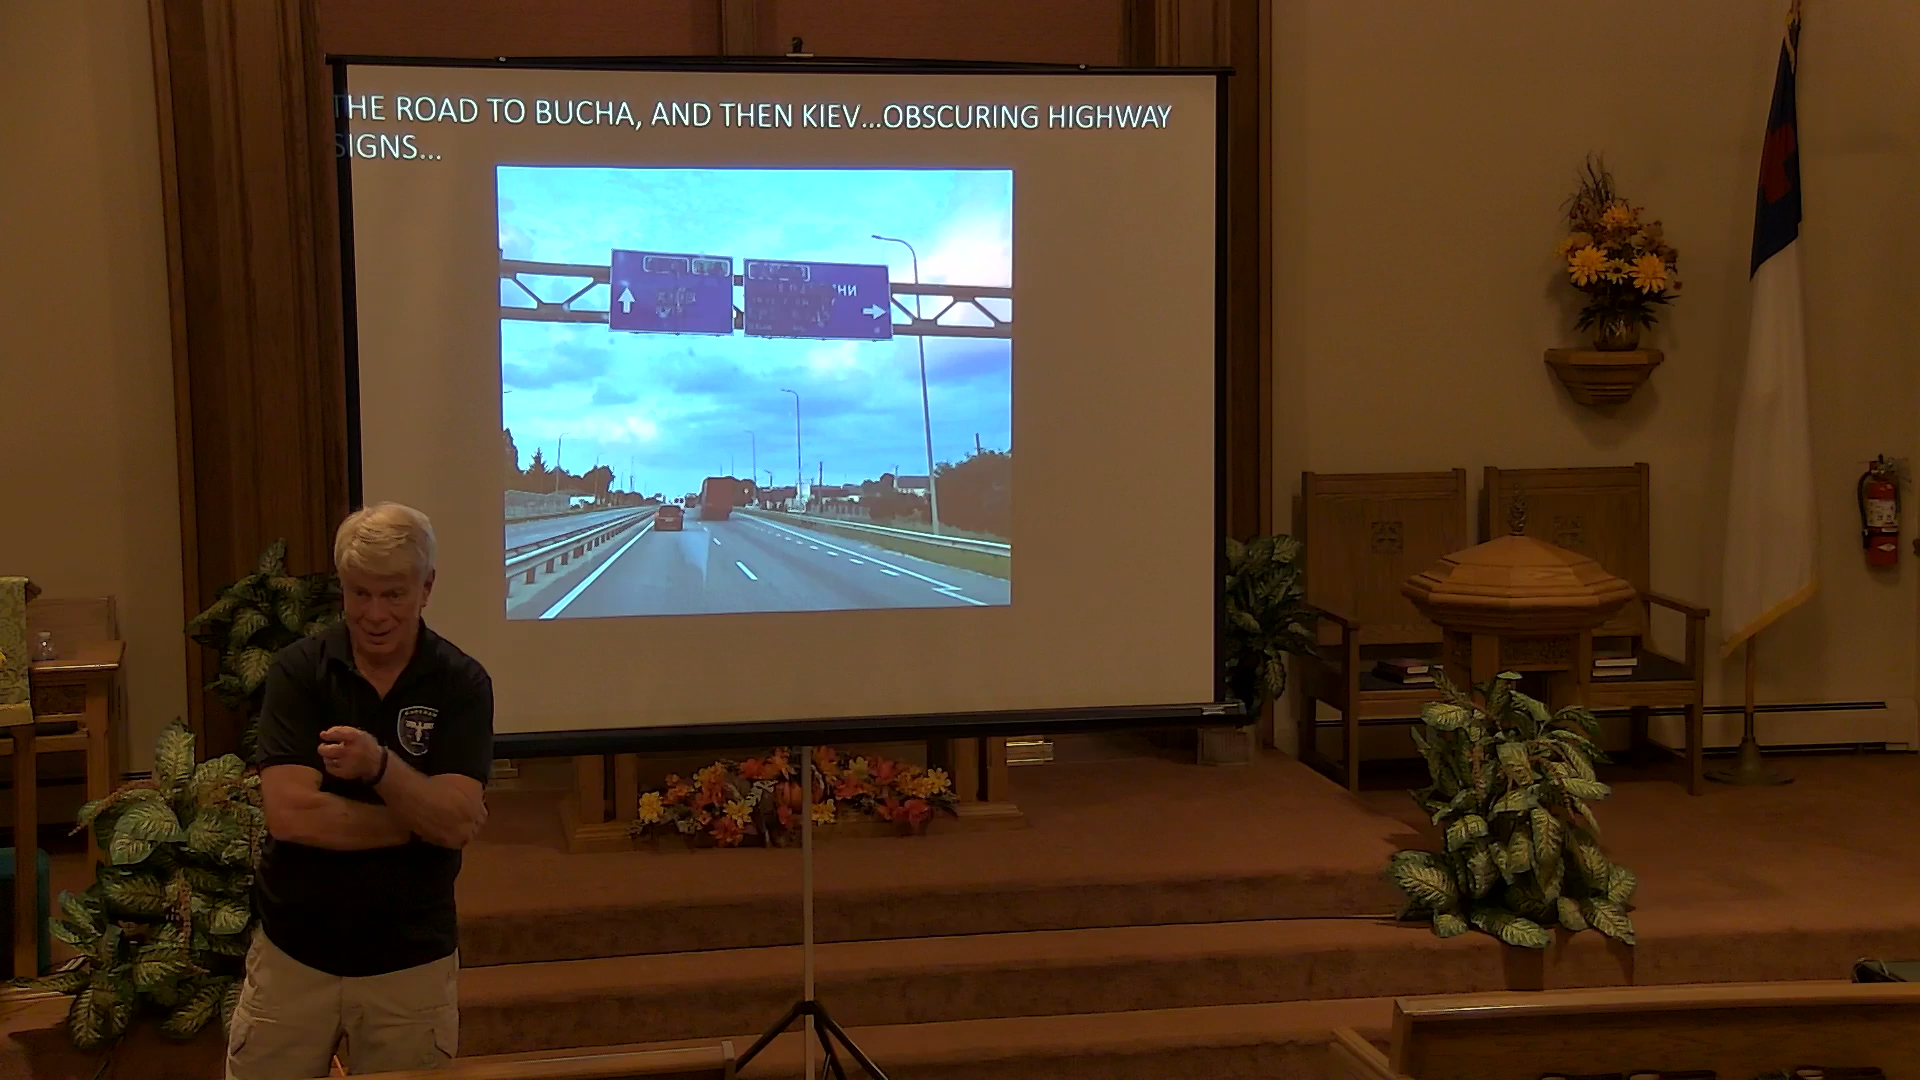 THE ROAD TO BUCHA, AND THEN KIEV...OBSCURING HIGHWAY
SIGNS...